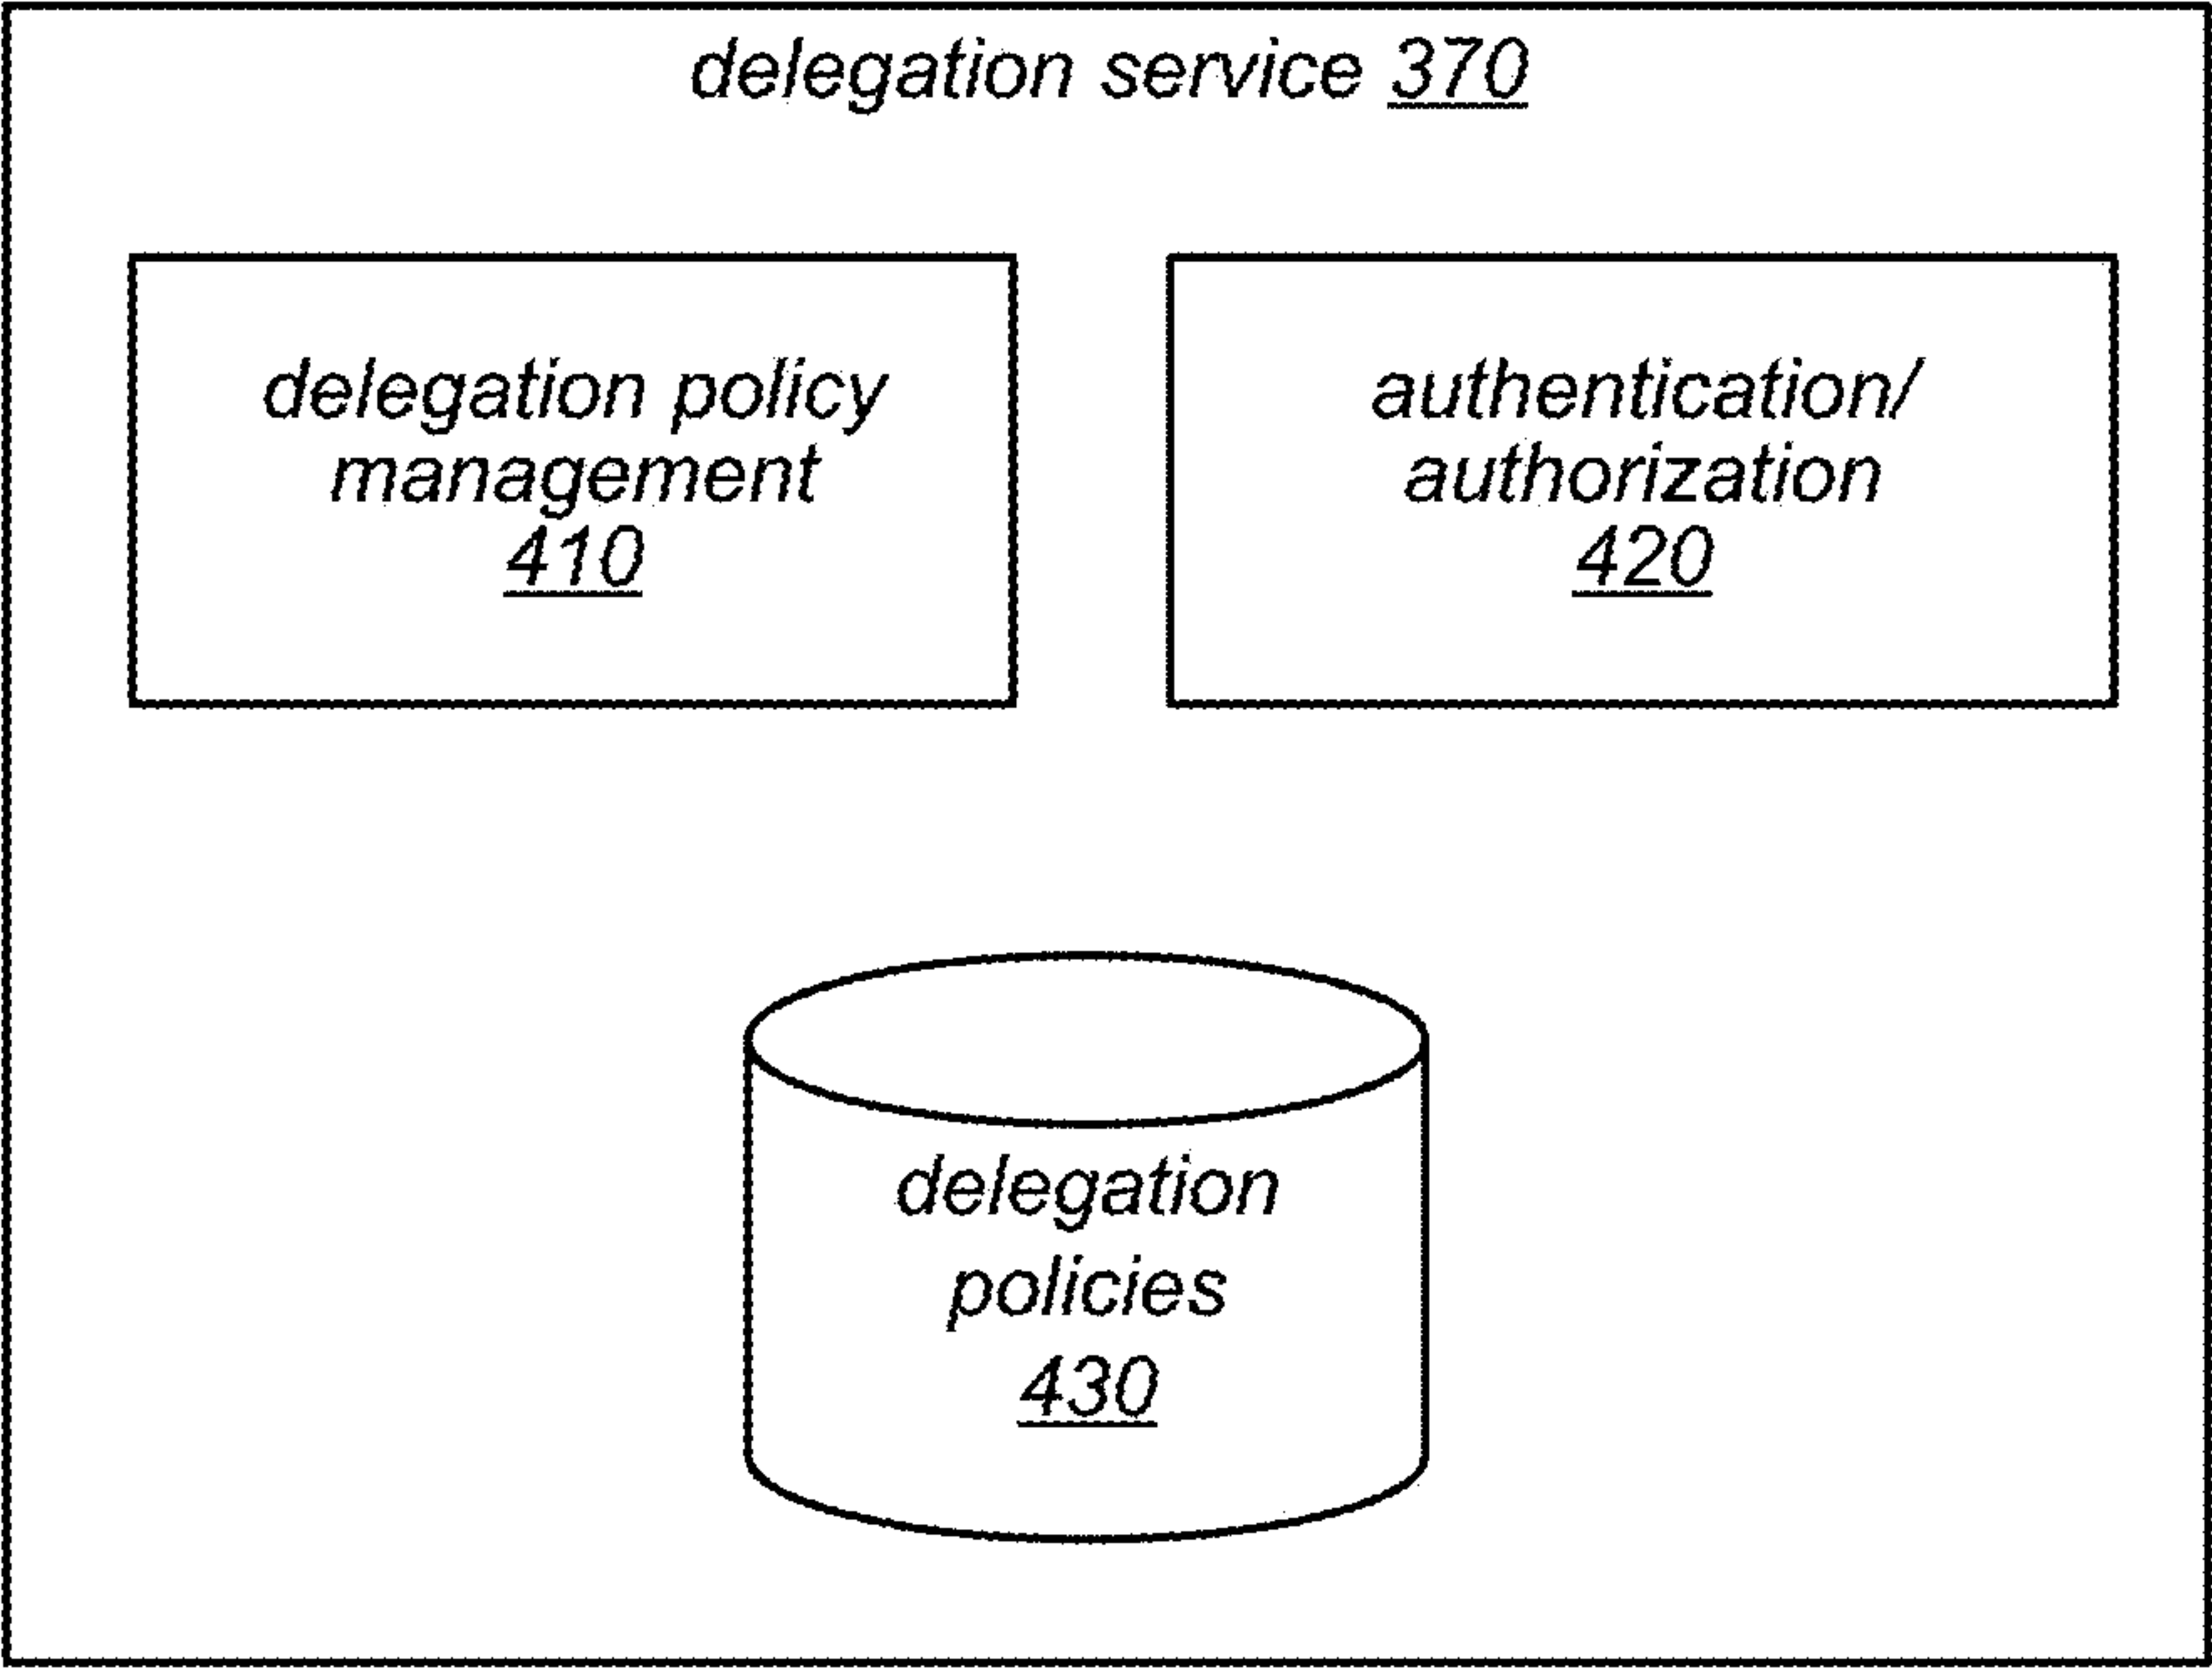 delegation service 370
delegation policy
management
410
authentication/
authorization
420
delegation
policies
430